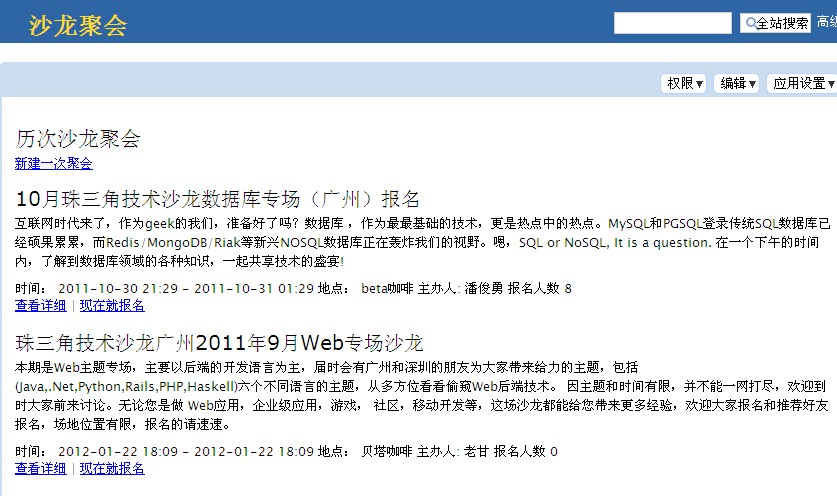 沙龙聚会
全站搜索 高级
权限▼ 编辑▼ 应用设置▼
历次沙龙聚会
新建一次聚会
10月珠三角技术沙龙数据库专场（广州）报名
互联网时代来了，作为geek的我们，准备好了吗？数据库 ，作为最最基础的技术，更是热点中的热点。MySQL和PGSQL登录传统SQL数据库已
经硕果累累，而Redis/MongoDB/Riak等新兴NOSQL数据库正在轰炸我们的视野。嗯，SQL or NoSQL, It is a question. 在一个下午的时间
内，了解到数据库领域的各种知识，一起共享技术的盛宴!
时间： 2011-10-30 21:29 - 2011-10-31 01:29 地点： beta咖啡 主办人: 潘俊勇 报名人数 8
查看详细 | 现在就报名
珠三角技术沙龙广州2011年9月Web专场沙龙
本期是Web主题专场，主要以后端的开发语言为主，届时会有广州和深圳的朋友为大家带来给力的主题，包括
(Java,.Net,Python,Rails,PHP,Haskell)六个不同语言的主题，从多方位看看偷窥Web后端技术。 因主题和时间有限，并不能一网打尽，欢迎到
时大家前来讨论。无论您是做 Web应用，企业级应用，游戏， 社区，移动开发等，这场沙龙都能给您带来更多经验，欢迎大家报名和推荐好友
报名，场地位置有限，报名的请速速。
时间： 2012-01-22 18:09 - 2012-01-22 18:09 地点： 贝塔咖啡 主办人: 老甘 报名人数 0
查看详细 | 现在就报名